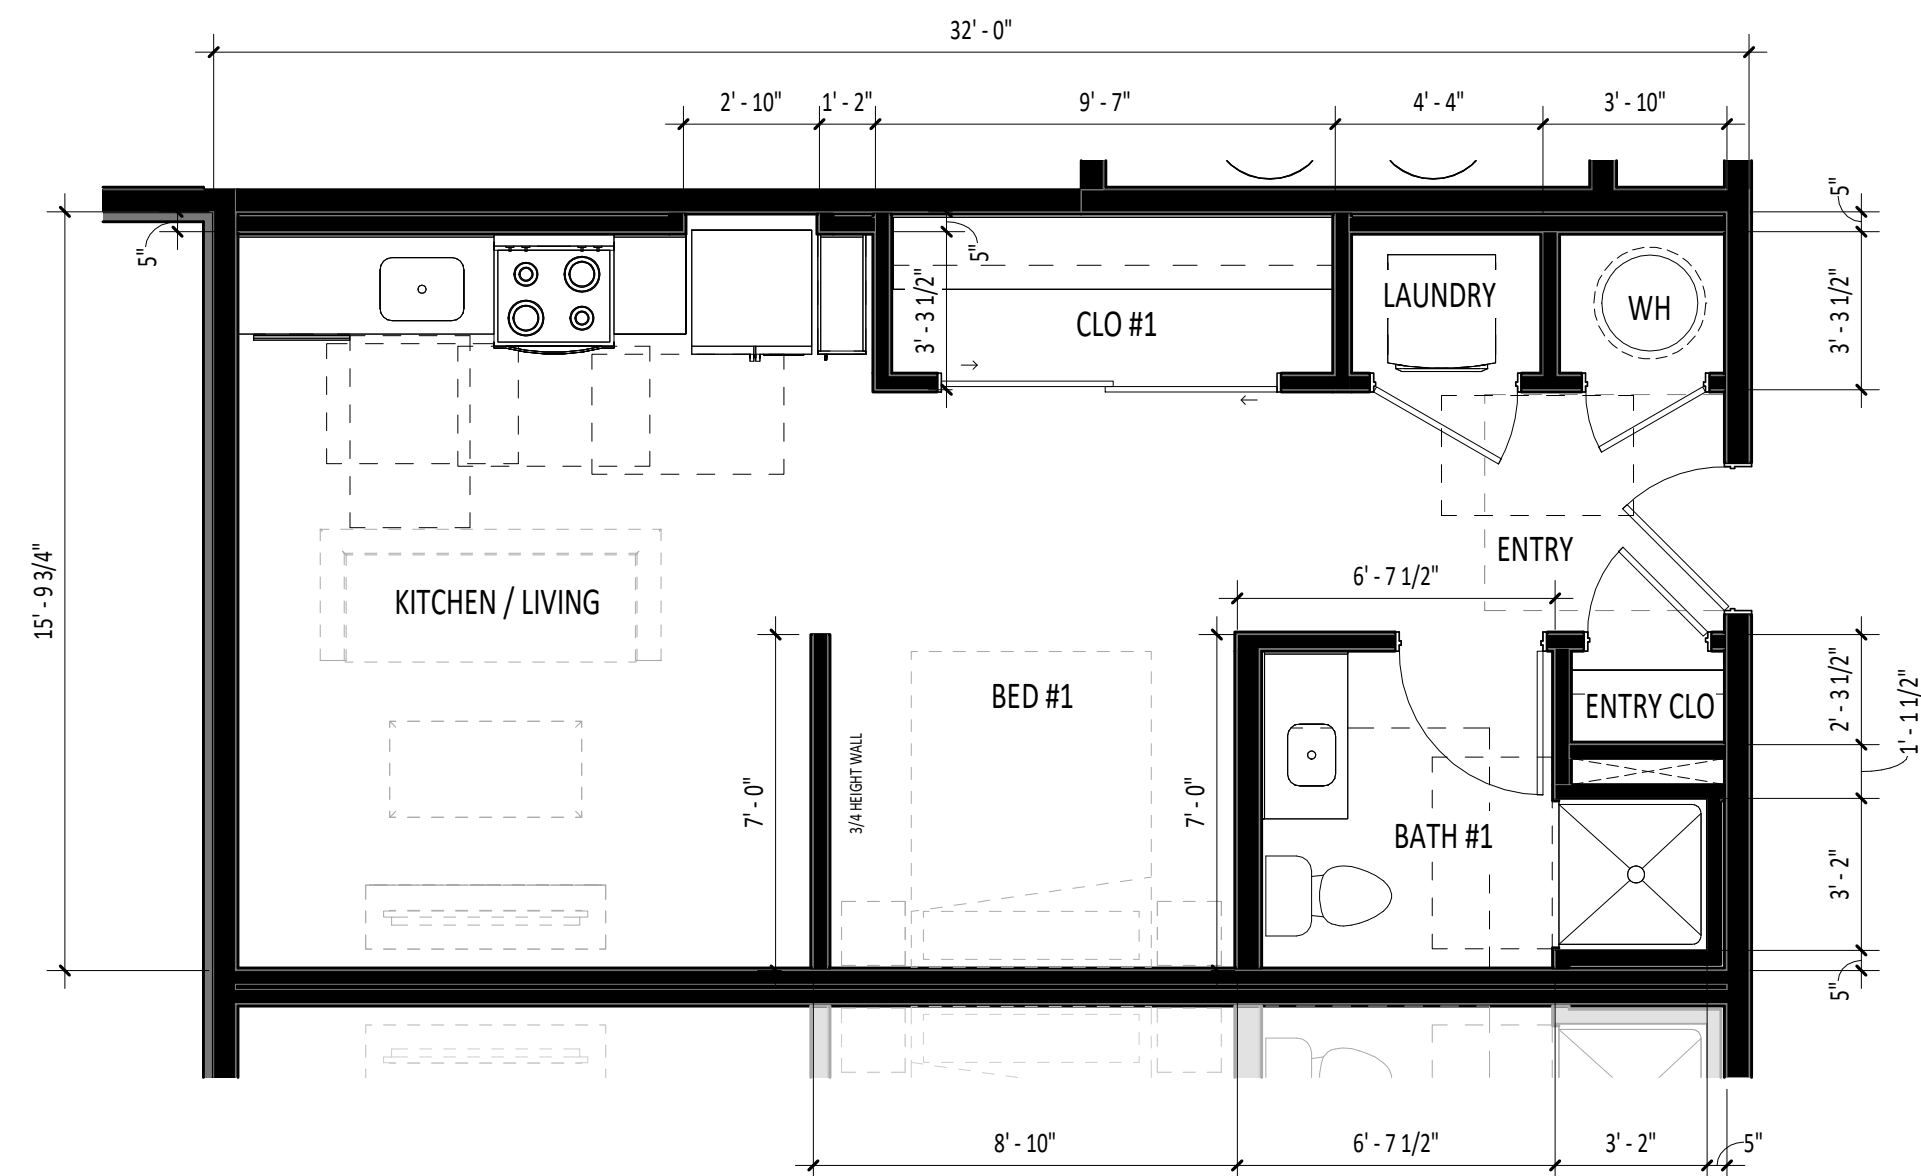 32' - 0"
2' - 10"
1' - 2"
9' - 7"
4' - 4"
3' - 10"
5"
5"
5"
3' - 3 1/2"
LAUNDRY
WH
CLO #1
3' - 3 1/2"
15' - 9 3/4"
ENTRY
6' - 7 1/2"
KITCHEN / LIVING
BED #1
ENTRY CLO
2' - 3 1/2"
1' - 1 1/2"
3/4 HEIGHT WALL
7' - 0"
7' - 0"
BATH #1
3' - 2"
5"
8' - 10"
6' - 7 1/2"
3' - 2"
5"